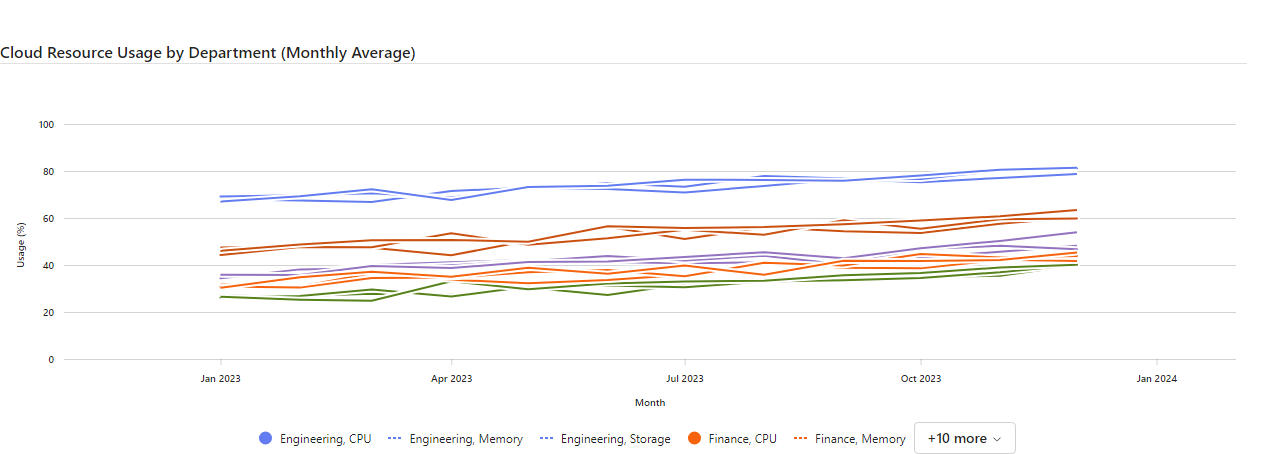 Cloud Resource Usage by Department (Monthly Average)
100
80
60
40
20
0
Usage (%)
Jan 2023 Apr 2023 Jul 2023 Oct 2023 Jan 2024
Month
Engineering, CPU Engineering, Memory Engineering, Storage Finance, CPU Finance, Memory +10 more